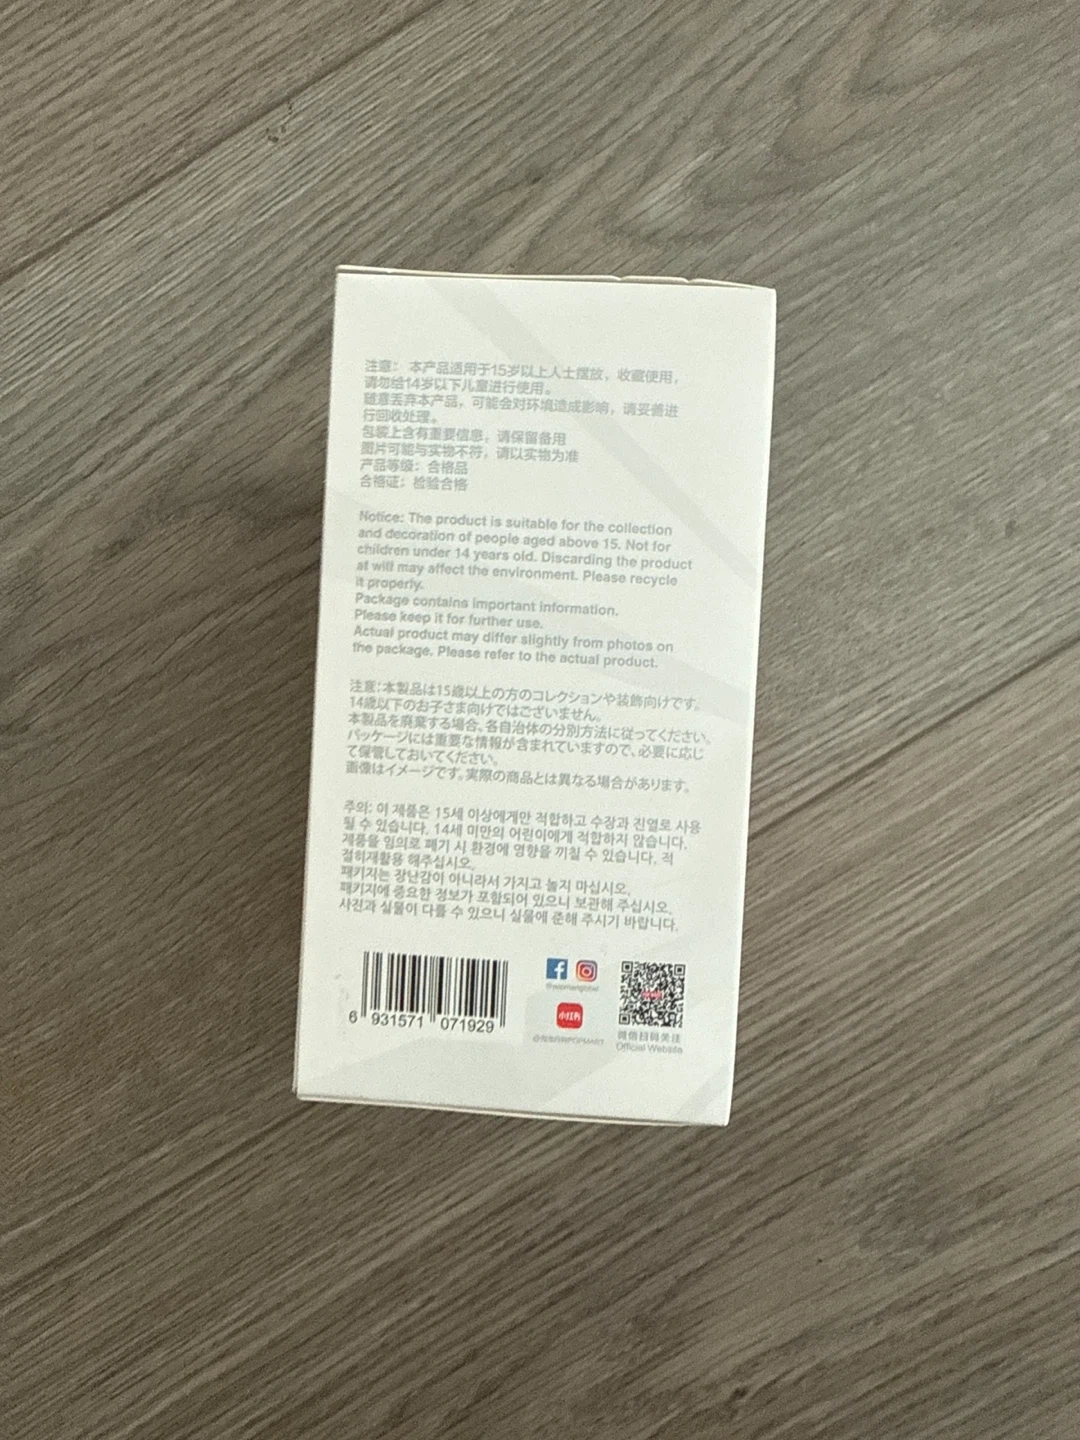 注意：本产品适用于15岁以上人士摆放，收藏使用，
请勿给14岁以下儿童进行使用。
随意丢弃本产品，可能会对环境造成影响，请妥善进
行回收处理。
包装上含有重要信息，请保留备用
图片可能与实物不符，请以实物为准
产品等级：合格品
合格证：检验合格
Notice: The product is suitable for the collection
and decoration of people aged above 15. Not for
children under 14 years old. Discarding the product
at will may affect the environment. Please recycle
it properly.
Package contains important information.
Please keep it for further use.
Actual product may differ slightly from photos on
the package. Please refer to the actual product.
注意:本製品は15歳以上の方のコレクションや装飾向けです。
14歳以下のお子さま向けではございません。
本製品を廃棄する場合、各自治体の分別方法に従ってください。
パッケージには重要な情報が含まれていますので、必要に応じ
て保管しておいてください。
画像はイメージです。実際の商品とは異なる場合があります。
주의: 이 제품은 15세 이상에게만 적합하고 수장과 진열로 사용
될 수 있습니다. 14세 미만의 어린이에게 적합하지 않습니다.
제품을 임의로 폐기 시 환경에 영향을 끼칠 수 있습니다. 적
절히재활용 해주십시오.
패키지는 장난감이 아니라서 가지고 놀지 마십시오.
패키지에 중요한 정보가 포함되어 있으니 보관해 주십시오.
사진과 실물이 다를 수 있으니 실물에 준해 주시기 바랍니다.
6 931571 071929
小红书
POPMART
微信扫码关注
Official Website